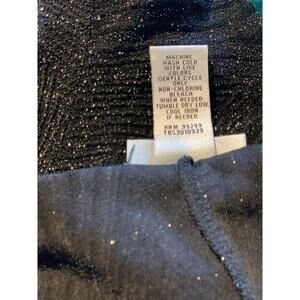 MACHINE
WASH COLD
WITH LIKE
COLORS
GENTLE CYCLE
ONLY
NON-CHLORINE
BLEACH
WHEN NEEDED
TUMBLE DRY LOW
COOL IRON
IF NEEDED
RN# 99249
TBS3010939